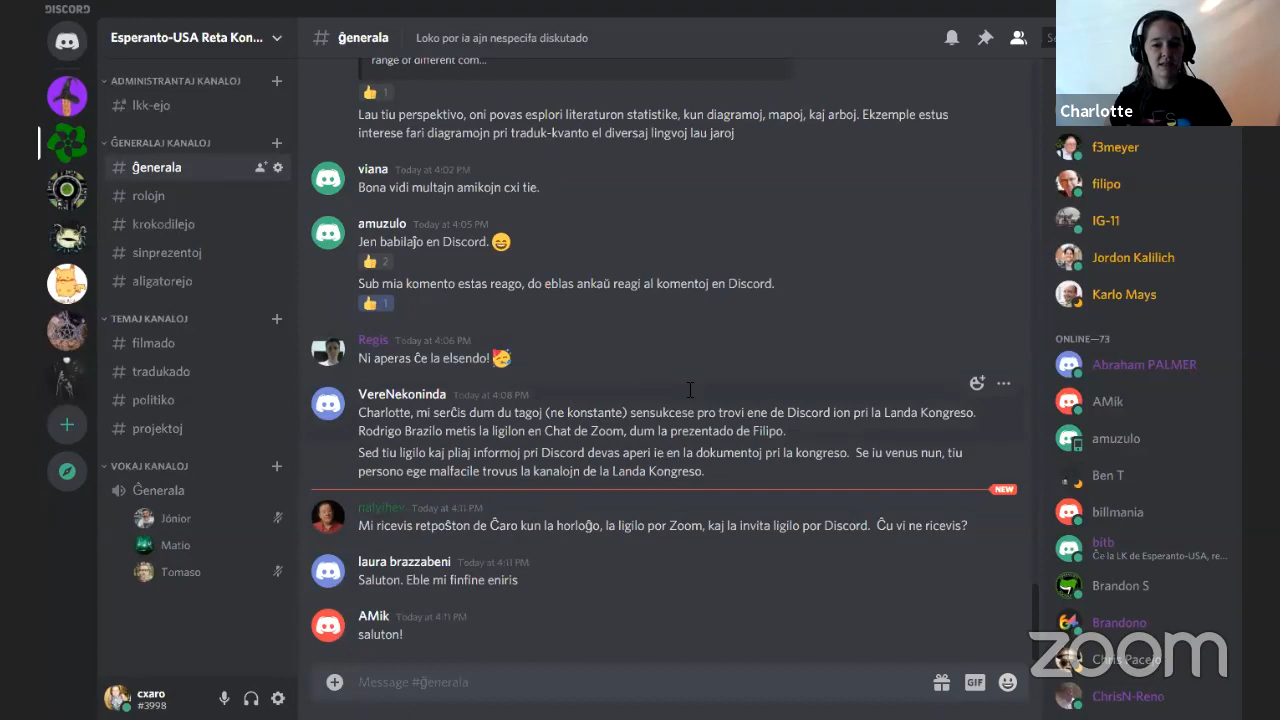 DISCORD
Esperanto-USA Reta Kon...
ĝenerala
Loko por ia ajn nespecifa diskutado
Charlotte
ADMINISTRANTAJ KANALOJ
lkk-ejo
ĜENERALAJ KANALOJ
ĝenerala
rolojn
krokodilejo
sinprezentoj
aligatorejo
TEMAJ KANALOJ
filmado
tradukado
politiko
projektoj
VOKAJ KANALOJ
Ĝenerala
Júnior
Matio
Tomaso
cxaro
#3998
range of different com...
1
Lau tiu perspektivo, oni povas esplori literaturon statistike, kun diagramoj, mapoj, kaj arboj. Ekzemple estus
interese fari diagramojn pri traduk-kvanto el diversaj lingvoj lau jaroj
viana Today at 4:02 PM
Bona vidi multajn amikojn cxi tie.
amuzulo Today at 4:05 PM
Jen babilaĵo en Discord.
2
Sub mia komento estas reago, do eblas ankaŭ reagi al komentoj en Discord.
1
Regis Today at 4:06 PM
Ni aperas ĉe la elsendo!
VereNekoninda Today at 4:08 PM
Charlotte, mi serĉis dum du tagoj (ne konstante) sensukcese pro trovi ene de Discord ion pri la Landa Kongreso.
Rodrigo Brazilo metis la ligilon en Chat de Zoom, dum la prezentado de Filipo.
Sed tiu ligilo kaj pliaj informoj pri Discord devas aperi ie en la dokumentoj pri la kongreso. Se iu venus nun, tiu
persono ege malfacile trovus la kanalojn de la Landa Kongreso.
NEW
nalyihev Today at 4:11 PM
Mi ricevis retpoŝton de Ĉaro kun la horloĝo, la ligilo por Zoom, kaj la invita ligilo por Discord. Ĉu vi ne ricevis?
laura brazzabeni Today at 4:11 PM
Saluton. Eble mi finfine eniris
AMik Today at 4:11 PM
saluton!
Message #ĝenerala
GIF
f3meyer
filipo
IG-11
Jordon Kalilich
Karlo Mays
ONLINE—73
Abraham PALMER
AMik
amuzulo
Ben T
billmania
bitb
Ĉe la LK de Esperanto-USA, re...
Brandon S
Brandono
Chris Pacejo
ChrisN-Reno
zoom